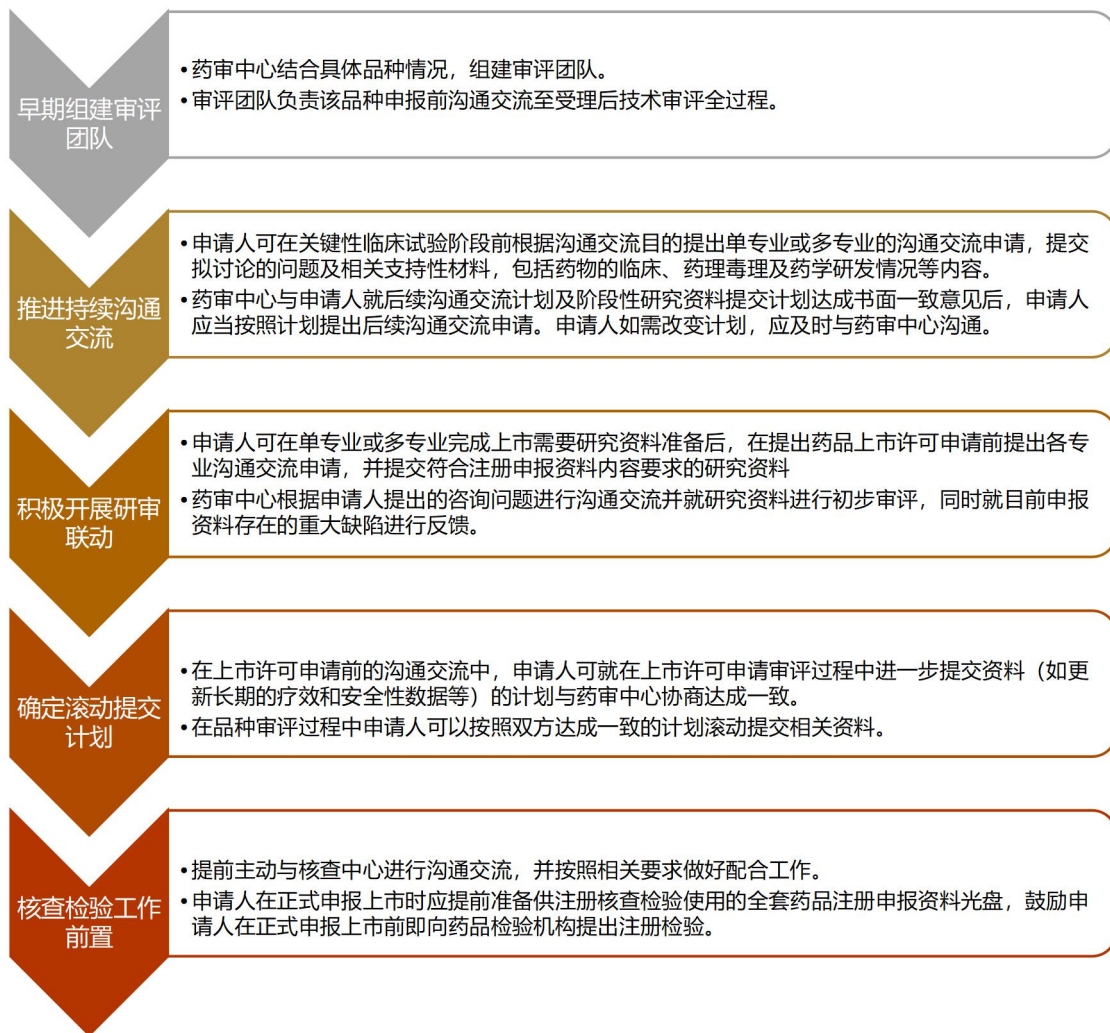 早期组建审评
团队
•药审中心结合具体品种情况，组建审评团队。
•审评团队负责该品种申报前沟通交流至受理后技术审评全过程。
推进持续沟通
交流
•申请人可在关键性临床试验阶段前根据沟通交流目的提出单专业或多专业的沟通交流申请，提交
拟讨论的问题及相关支持性材料，包括药物的临床、药理毒理及药学研发情况等内容。
•药审中心与申请人就后续沟通交流计划及阶段性研究资料提交计划达成书面一致意见后，申请人
应当按照计划提出后续沟通交流申请。申请人如需改变计划，应及时与药审中心沟通。
积极开展研审
联动
•申请人可在单专业或多专业完成上市需要研究资料准备后，在提出药品上市许可申请前提出各专
业沟通交流申请，并提交符合注册申报资料内容要求的研究资料
•药审中心根据申请人提出的咨询问题进行沟通交流并就研究资料进行初步审评，同时就目前申报
资料存在的重大缺陷进行反馈。
确定滚动提交
计划
•在上市许可申请前的沟通交流中，申请人可就在上市许可申请审评过程中进一步提交资料（如更
新长期的疗效和安全性数据等）的计划与药审中心协商达成一致。
•在品种审评过程中申请人可以按照双方达成一致的计划滚动提交相关资料。
核查检验工作
前置
•提前主动与核查中心进行沟通交流，并按照相关要求做好配合工作。
•申请人在正式申报上市时应提前准备供注册核查检验使用的全套药品注册申报资料光盘，鼓励申
请人在正式申报上市前即向药品检验机构提出注册检验。